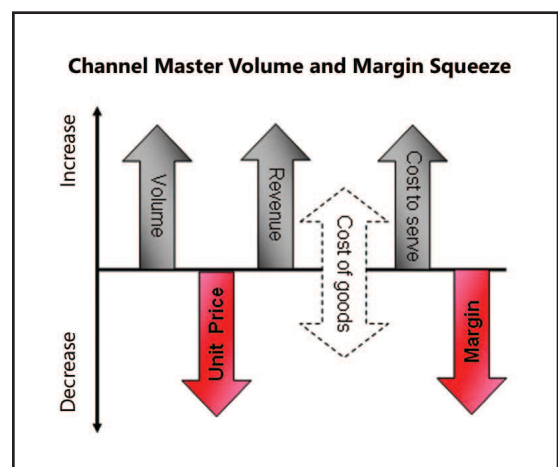 Channel Master Volume and Margin Squeeze
Increase
Decrease
Volume
Unit Price
Revenue
Cost of goods
Cost to serve
Margin